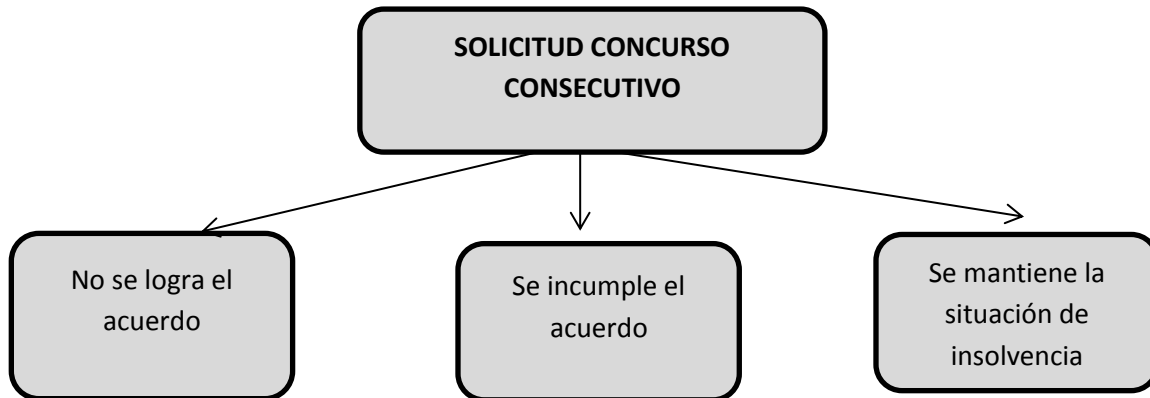 SOLICITUD CONCURSO
CONSECUTIVO
No se logra el
acuerdo
Se incumple el
acuerdo
Se mantiene la
situación de
insolvencia